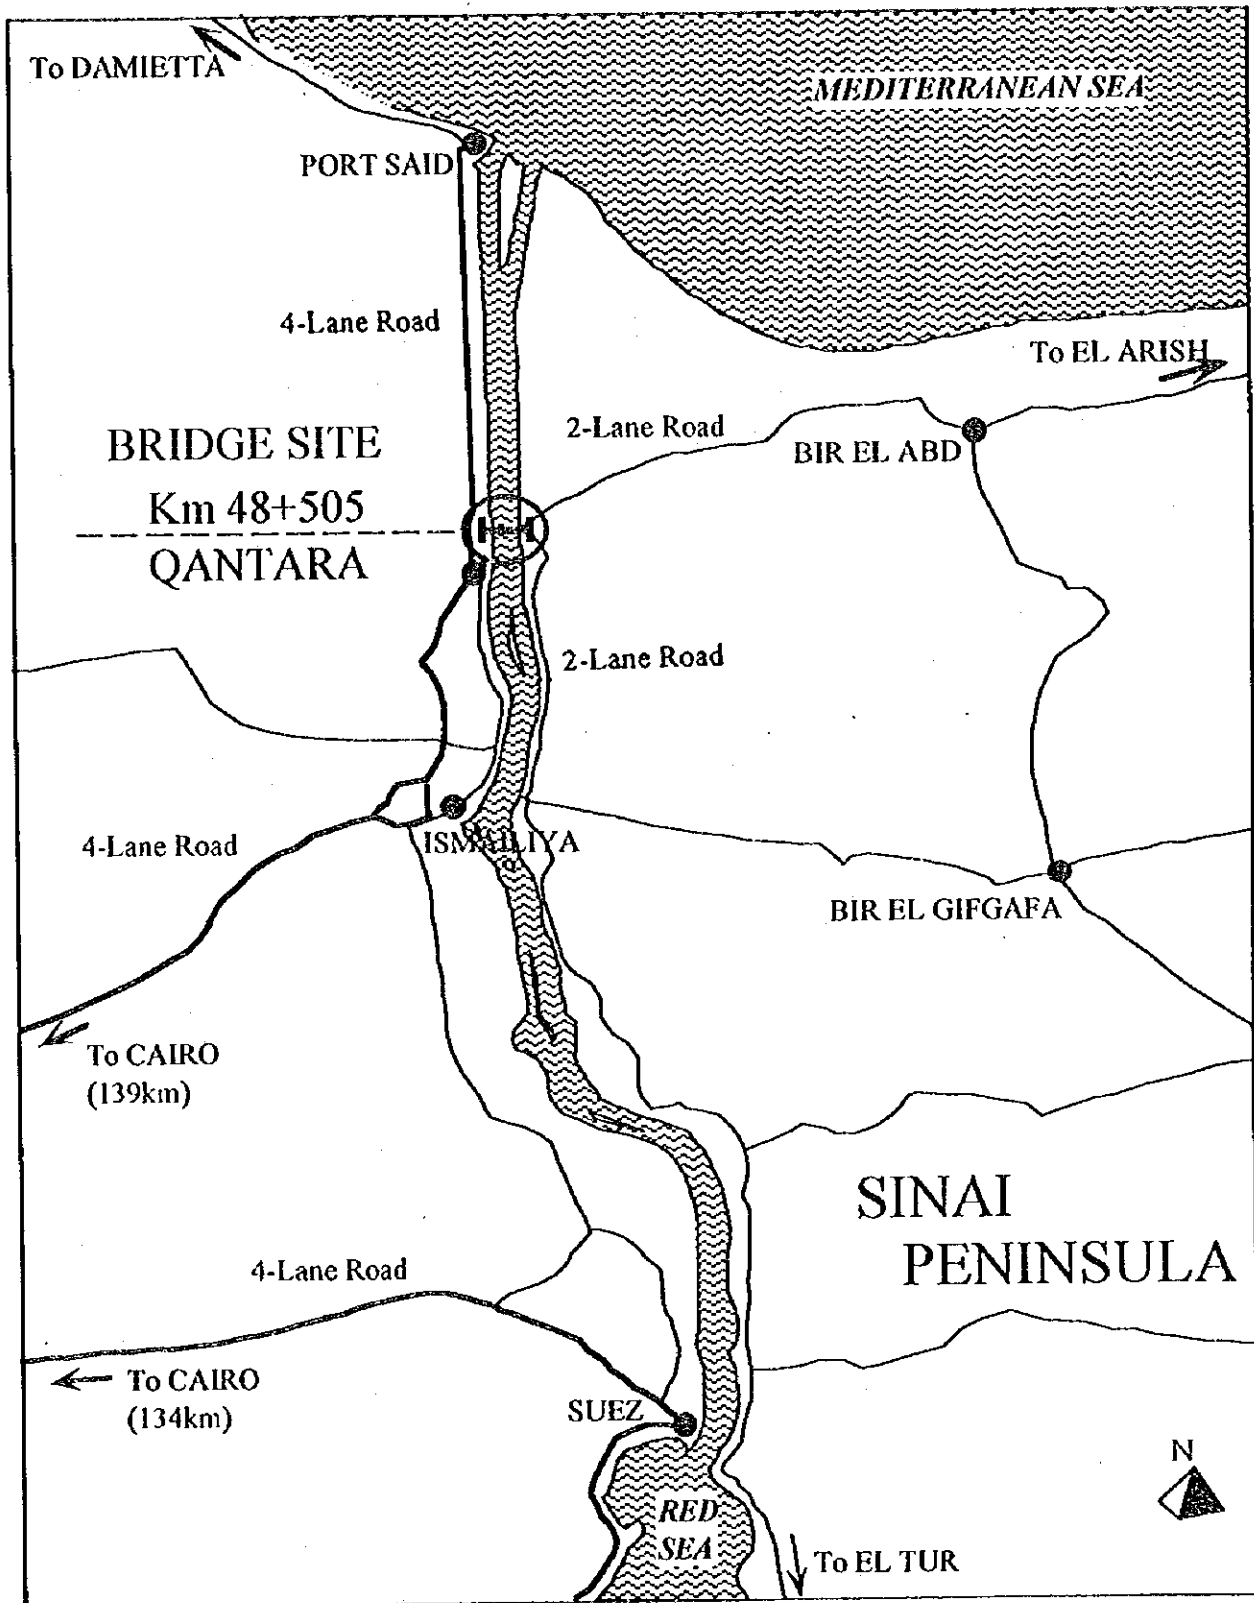 To DAMIETTA
MEDITERRANEAN SEA
PORT SAID
4-Lane Road
To EL ARISH
2-Lane Road
BIR EL ABD
BRIDGE SITE
Km 48+505
QANTARA
2-Lane Road
4-Lane Road
ISMAILIYA
BIR EL GIFGAFA
To CAIRO
(139km)
SINAI
PENINSULA
4-Lane Road
To CAIRO
(134km)
SUEZ
N
RED
SEA
To EL TUR